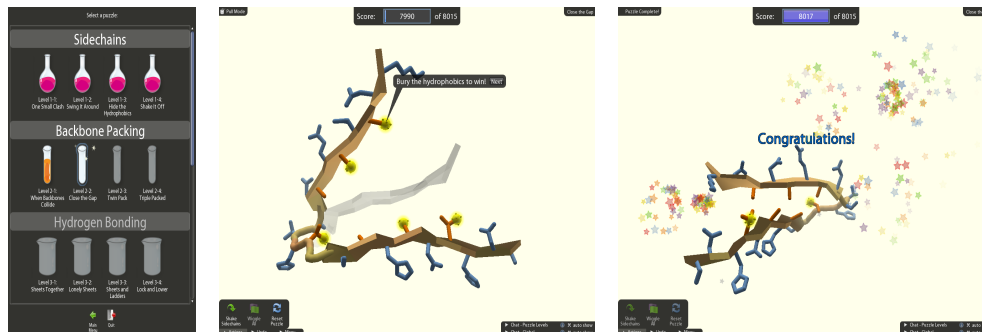 Select a puzzle:
Sidechains
Level 1-1:
One Small Clash
Level 1-2:
Swing It Around
Level 1-3:
Hide the
Hydrophobics
Level 1-4:
Shake It Off
Backbone Packing
Level 2-1:
When Backbones
Collide
Level 2-2:
Close the Gap
Level 2-3:
Twin Pack
Level 2-4:
Triple Packed
Hydrogen Bonding
Level 3-1:
Sheets Together
Level 3-2:
Lonely Sheets
Level 3-3:
Sheets and
Ladders
Level 3-4:
Lock and Lower
Main
Menu
Quit
Pull Mode
Score: 7990 of 8015
Close the Gap
Bury the hydrophobics to win! Next
Shake
Sidechains
Wiggle
All
Reset
Puzzle
Chat - Puzzle Levels auto show
Puzzle Complete!
Score: 8017 of 8015
Close th
Congratulations!
Shake
Sidechains
Wiggle
All
Reset
Puzzle
Chat - Puzzle Levels auto show